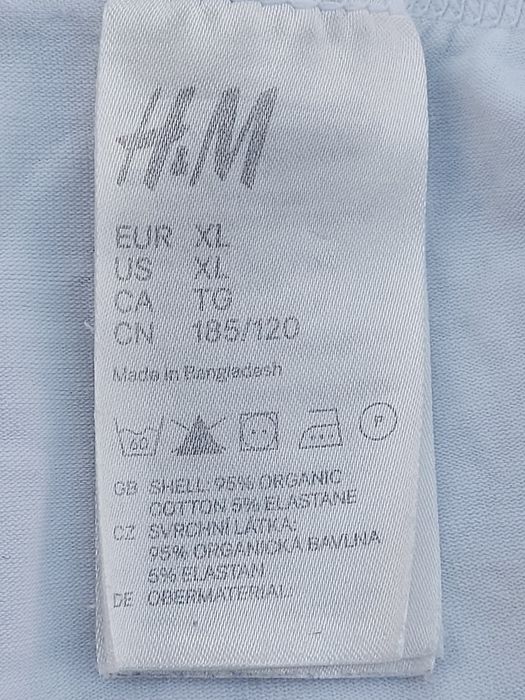 H&M
EUR XL
US XL
CA TG
CN 185/120
Made in Bangladesh
60 P
GB SHELL: 95% ORGANIC
COTTON 5% ELASTANE
CZ SVRCHNÍ LÁTKA:
95% ORGANICKÁ BAVLNA
5% ELASTAN
DE OBERMATERIAL: